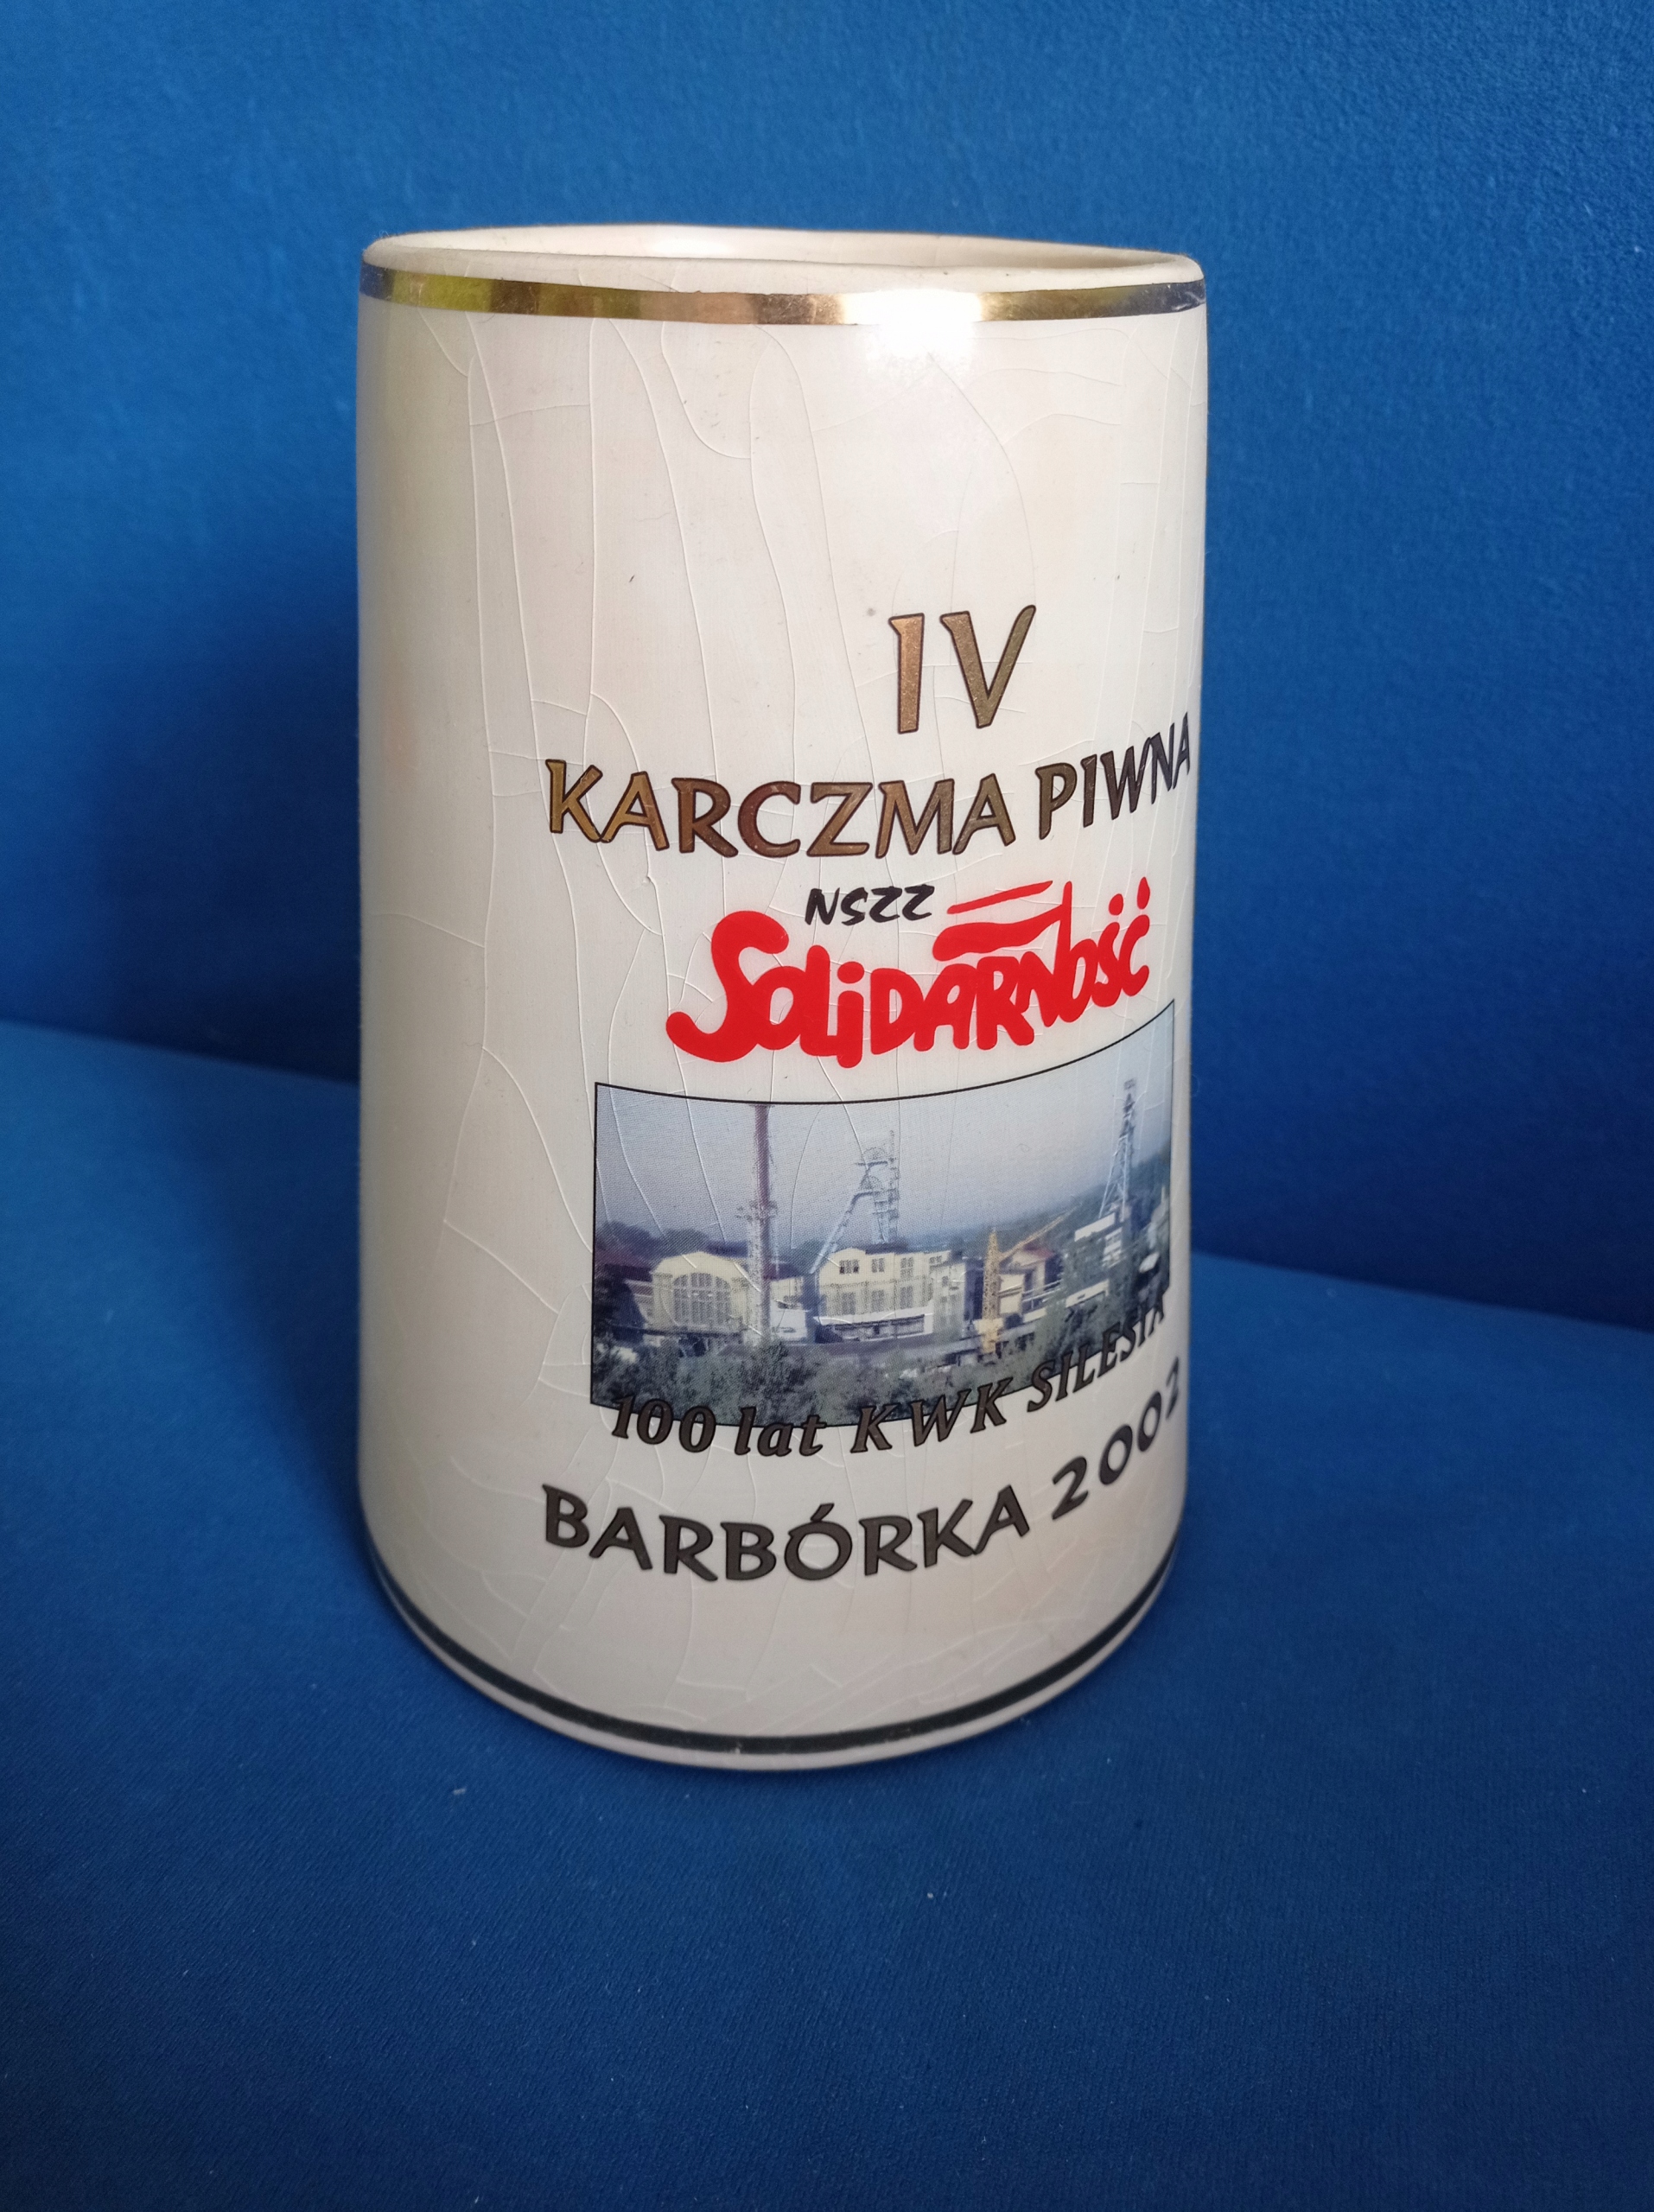 IV
KARCZMA PIWNA
NSZZ
SOLiDARNOŚĆ
100 lat KWK SILESIA
BARBÓRKA 2002